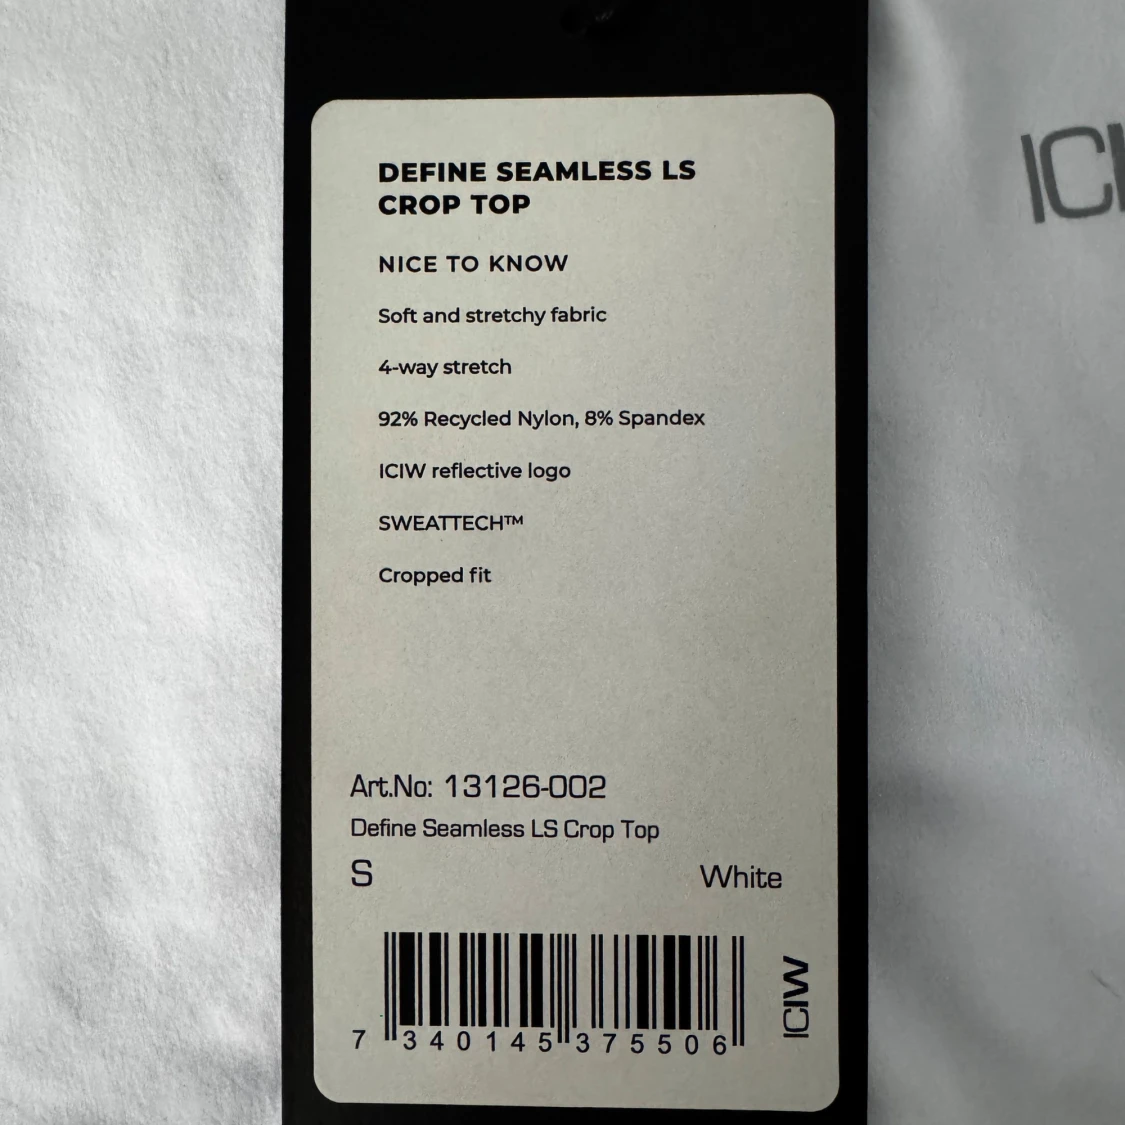 DEFINE SEAMLESS LS
CROP TOP
NICE TO KNOW
Soft and stretchy fabric
4-way stretch
92% Recycled Nylon, 8% Spandex
ICIW reflective logo
SWEATTECH™
Cropped fit
Art.No: 13126-002
Define Seamless LS Crop Top
S White
7 340145 375506
ICIW
ICI